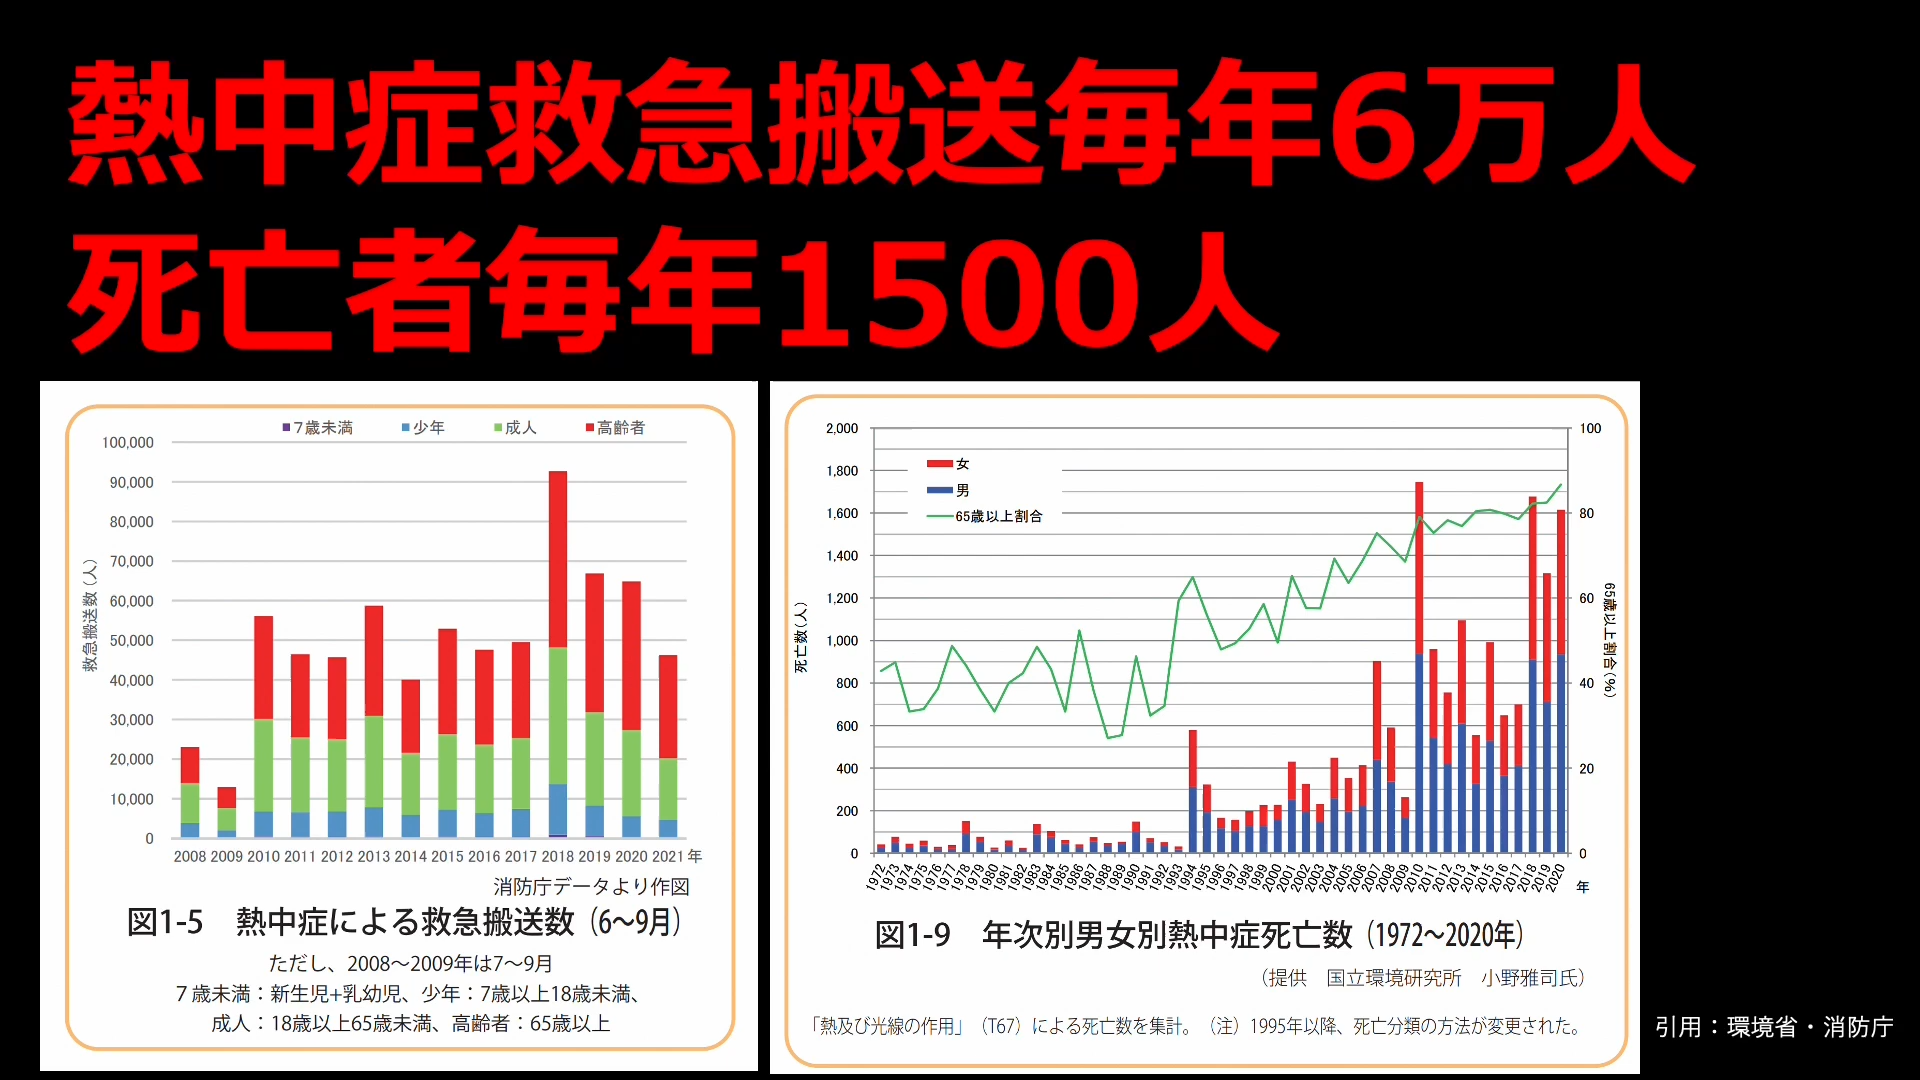 熱中症救急搬送毎年6万人
死亡者毎年1500人
７歳未満 少年 成人 高齢者
100,000
90,000
80,000
70,000
60,000
50,000
40,000
30,000
20,000
10,000
0
救急搬送数（人）
2008 2009 2010 2011 2012 2013 2014 2015 2016 2017 2018 2019 2020 2021 年
消防庁データより作図
図1-5　熱中症による救急搬送数（6～9月）
ただし、2008～2009年は7～9月
７歳未満：新生児+乳幼児、少年：7歳以上18歳未満、
成人：18歳以上65歳未満、高齢者：65歳以上
女
男
65歳以上割合
2,000
1,800
1,600
1,400
1,200
1,000
800
600
400
200
0
死亡数（人）
100
80
60
40
20
0
65歳以上割合（%）
1972 1973 1974 1975 1976 1977 1978 1979 1980 1981 1982 1983 1984 1985 1986 1987 1988 1989 1990 1991 1992 1993 1994 1995 1996 1997 1998 1999 2000 2001 2002 2003 2004 2005 2006 2007 2008 2009 2010 2011 2012 2013 2014 2015 2016 2017 2018 2019 2020
年
図1-9　年次別男女別熱中症死亡数（1972～2020年）
（提供　国立環境研究所　小野雅司氏）
「熱及び光線の作用」（T67）による死亡数を集計。（注）1995年以降、死亡分類の方法が変更された。
引用：環境省・消防庁